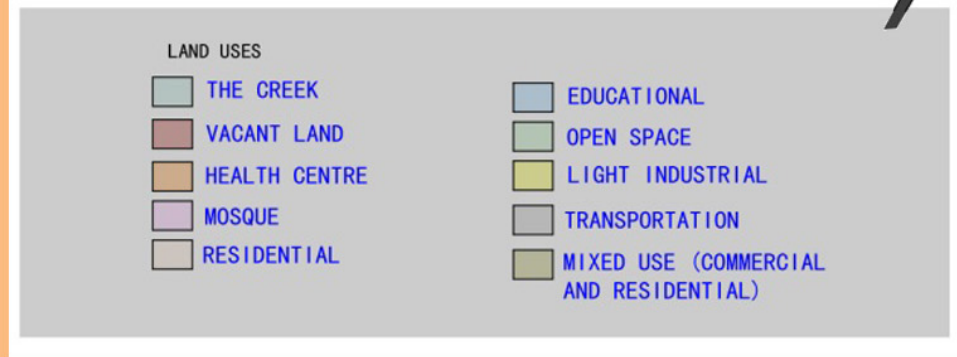 LAND USES
THE CREEK
VACANT LAND
HEALTH CENTRE
MOSQUE
RESIDENTIAL
EDUCATIONAL
OPEN SPACE
LIGHT INDUSTRIAL
TRANSPORTATION
MIXED USE (COMMERCIAL
AND RESIDENTIAL)